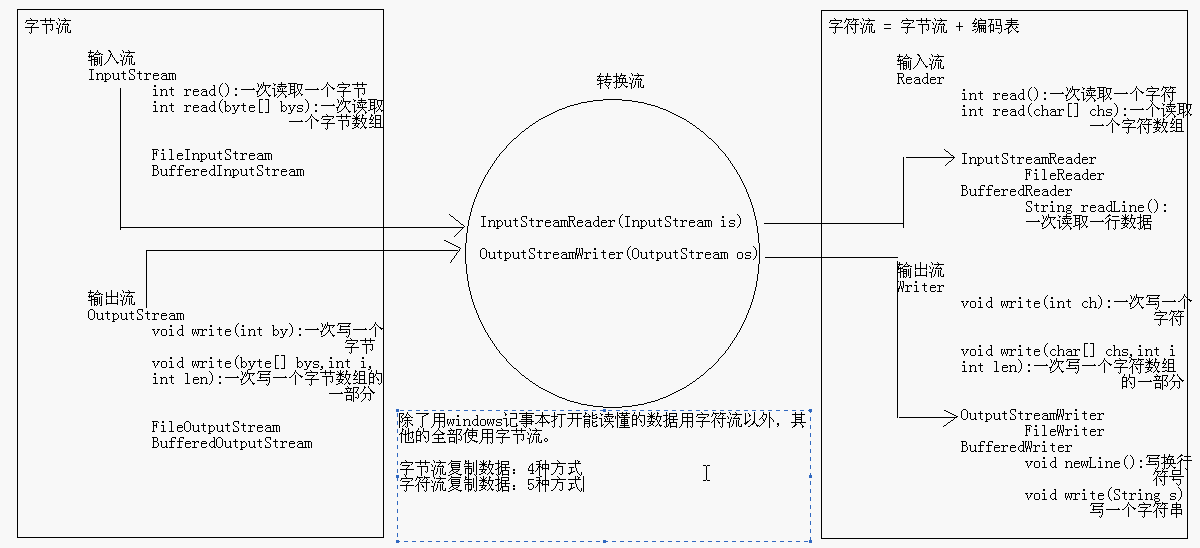 字节流
输入流
InputStream
int read():一次读取一个字节
int read(byte[] bys):一次读取
一个字节数组
FileInputStream
BufferedInputStream
输出流
OutputStream
void write(int by):一次写一个
字节
void write(byte[] bys,int i,
int len):一次写一个字节数组的
一部分
FileOutputStream
BufferedOutputStream
转换流
InputStreamReader(InputStream is)
OutputStreamWriter(OutputStream os)
除了用windows记事本打开能读懂的数据用字符流以外，其
他的全部使用字节流。
字节流复制数据：4种方式
字符流复制数据：5种方式
字符流 = 字节流 + 编码表
输入流
Reader
int read():一次读取一个字符
int read(char[] chs):一个读取
一个字符数组
InputStreamReader
FileReader
BufferedReader
String readLine():
一次读取一行数据
输出流
Writer
void write(int ch):一次写一个
字符
void write(char[] chs,int i
int len):一次写一个字符数组
的一部分
OutputStreamWriter
FileWriter
BufferedWriter
void newLine():写换行
符号
void write(String s)
写一个字符串